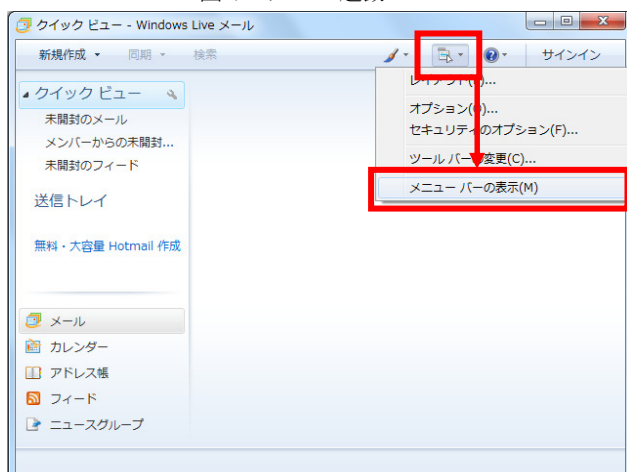 クイック ビュー - Windows Live メール
新規作成 同期 検索 サインイン
クイック ビュー
未開封のメール
メンバーからの未開封...
未開封のフィード
送信トレイ
無料・大容量 Hotmail 作成
メール
カレンダー
アドレス帳
フィード
ニュースグループ
オプション(O)...
セキュリティのオプション(F)...
ツール バーの変更(C)...
メニュー バーの表示(M)